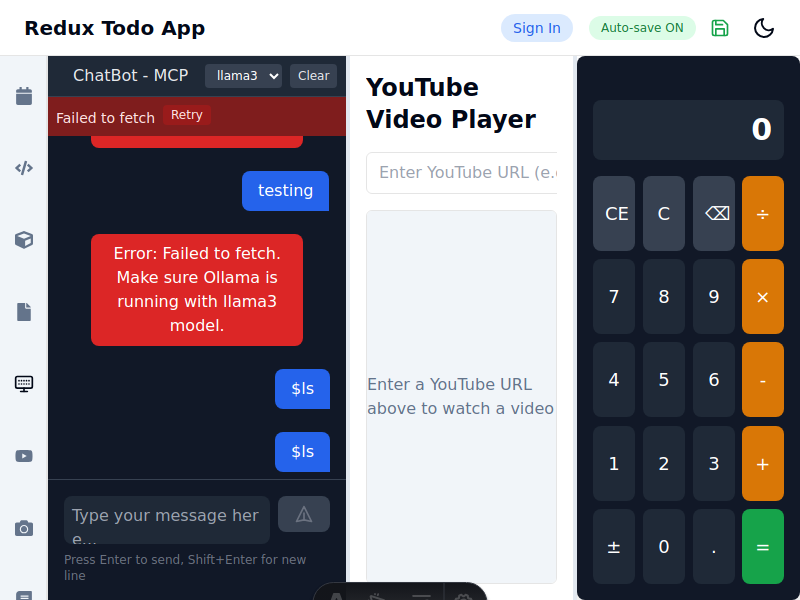 Redux Todo App
Sign In
Auto-save ON
ChatBot - MCP
llama3
Clear
Failed to fetch
Retry
testing
Error: Failed to fetch.
Make sure Ollama is
running with llama3
model.
$ls
$ls
Type your message her
e...
Press Enter to send, Shift+Enter for new
line
YouTube
Video Player
Enter YouTube URL (e.
Enter a YouTube URL
above to watch a video
0
CE C ⌫ ÷
7 8 9 ×
4 5 6 -
1 2 3 +
± 0 . =